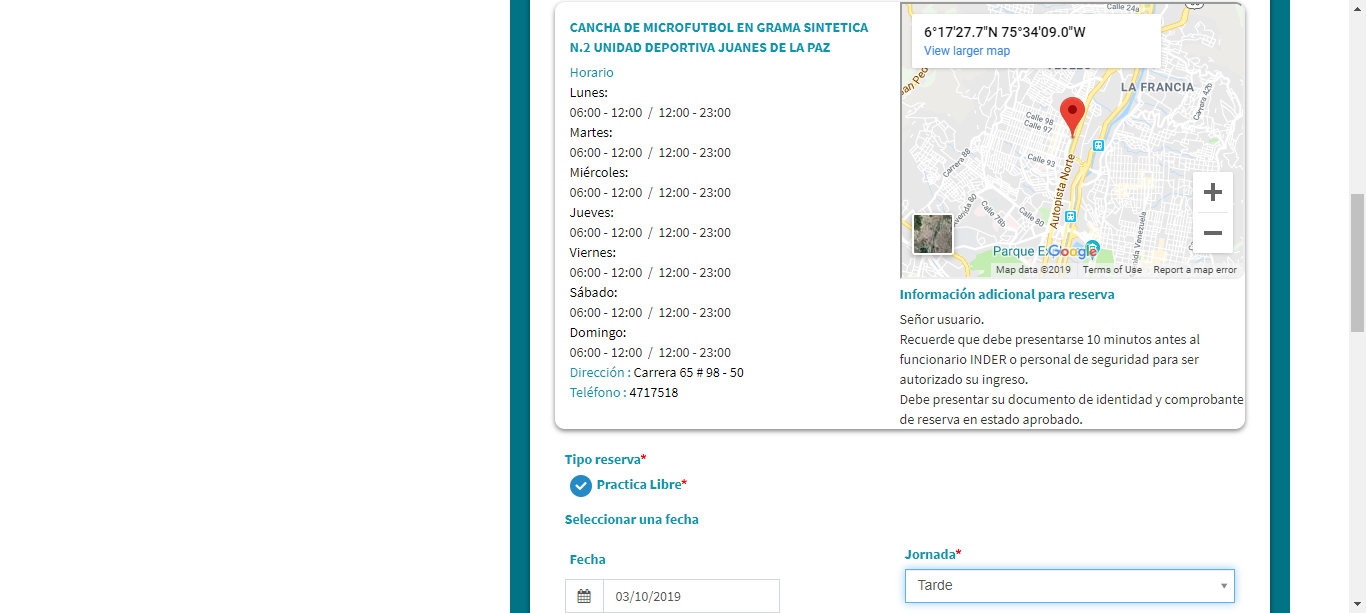 CANCHA DE MICROFUTBOL EN GRAMA SINTETICA
N.2 UNIDAD DEPORTIVA JUANES DE LA PAZ
Horario
Lunes:
06:00 - 12:00 / 12:00 - 23:00
Martes:
06:00 - 12:00 / 12:00 - 23:00
Miércoles:
06:00 - 12:00 / 12:00 - 23:00
Jueves:
06:00 - 12:00 / 12:00 - 23:00
Viernes:
06:00 - 12:00 / 12:00 - 23:00
Sábado:
06:00 - 12:00 / 12:00 - 23:00
Domingo:
06:00 - 12:00 / 12:00 - 23:00
Dirección : Carrera 65 # 98 - 50
Teléfono : 4717518
Calle 24a
6°17'27.7"N 75°34'09.0"W
View larger map
LA FRANCIA
Carrera 42b
Calle 98
Calle 97
Calle 93
Carrera 88
Autopista Norte
Avenida 80
Calle 78b
Calle 80
Venezuela
Parque
Google
Map data ©2019 Terms of Use Report a map error
Información adicional para reserva
Señor usuario.
Recuerde que debe presentarse 10 minutos antes al
funcionario INDER o personal de seguridad para ser
autorizado su ingreso.
Debe presentar su documento de identidad y comprobante
de reserva en estado aprobado.
Tipo reserva*
Practica Libre*
Seleccionar una fecha
Fecha
03/10/2019
Jornada*
Tarde